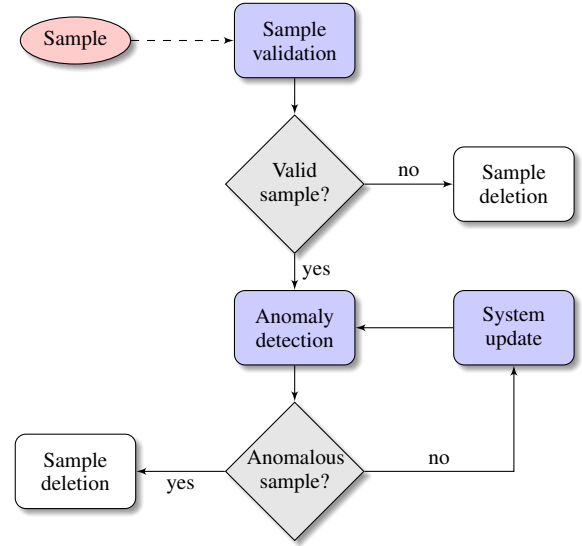 Sample
Sample
validation
Valid
sample?
no
Sample
deletion
yes
Anomaly
detection
System
update
Anomalous
sample?
no
yes
Sample
deletion